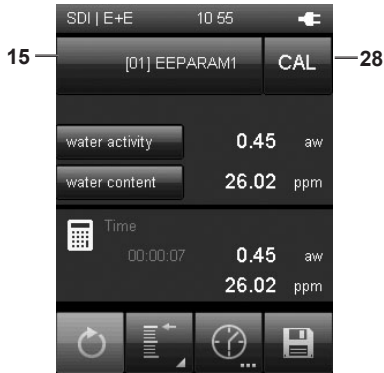 SDI | E+E 10 55
15 [01] EEPARAM1 CAL 28
water activity 0.45 aw
water content 26.02 ppm
Time
00:00:07 0.45 aw
26.02 ppm